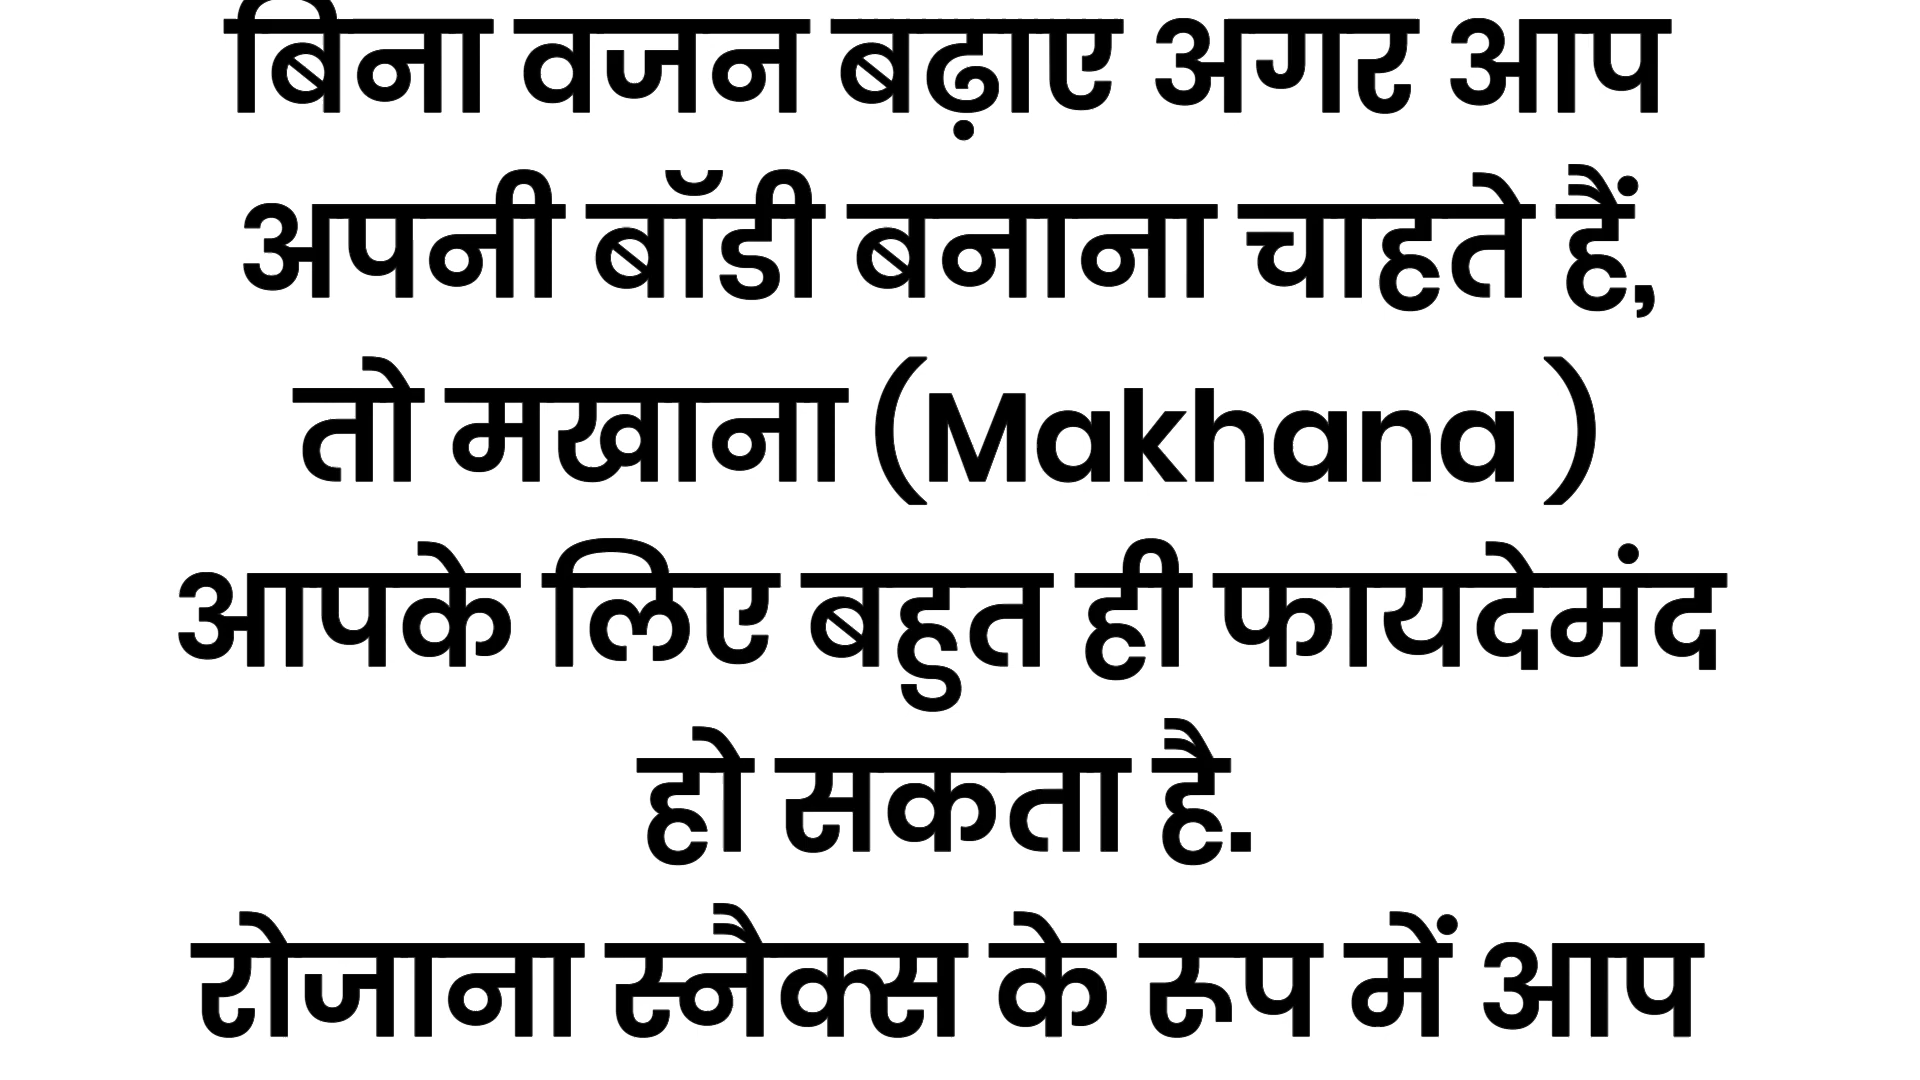 बिना वजन बढ़ाए अगर आप
अपनी बॉडी बनाना चाहते हैं,
तो मखाना (Makhana )
आपके लिए बहुत ही फायदेमंद
हो सकता है.
रोजाना स्नैक्स के रूप में आप